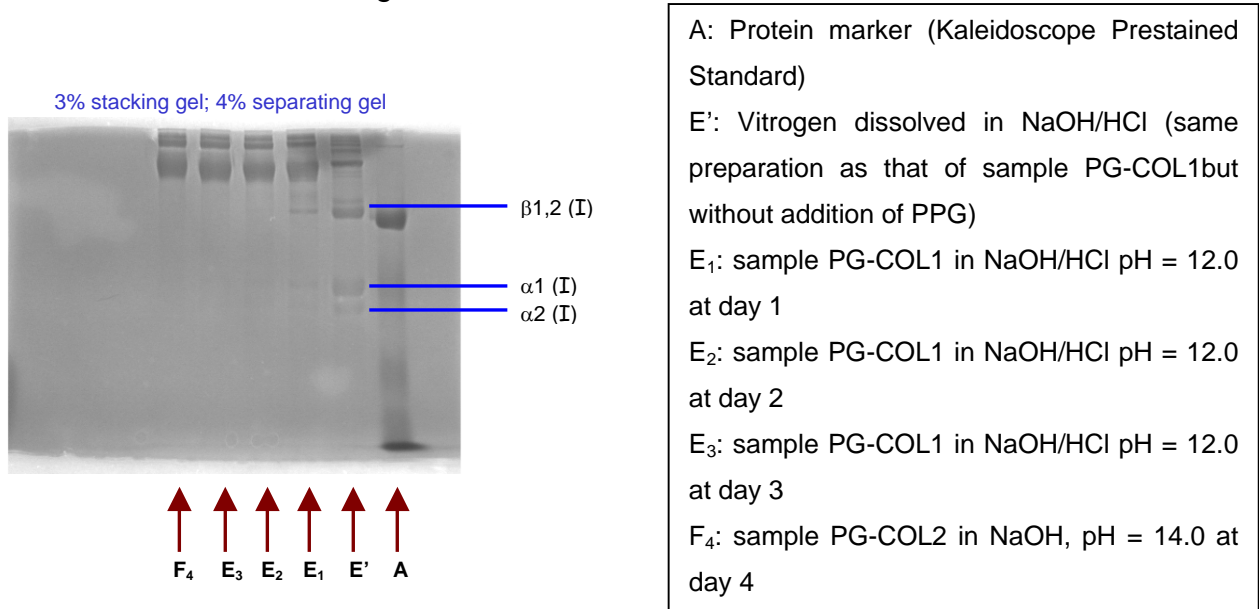 3% stacking gel; 4% separating gel
β1,2 (I)
α1 (I)
α2 (I)
F4 E3 E2 E1 E’ A
A: Protein marker (Kaleidoscope Prestained
Standard)
E’: Vitrogen dissolved in NaOH/HCl (same
preparation as that of sample PG-COL1but
without addition of PPG)
E1: sample PG-COL1 in NaOH/HCl pH = 12.0
at day 1
E2: sample PG-COL1 in NaOH/HCl pH = 12.0
at day 2
E3: sample PG-COL1 in NaOH/HCl pH = 12.0
at day 3
F4: sample PG-COL2 in NaOH, pH = 14.0 at
day 4